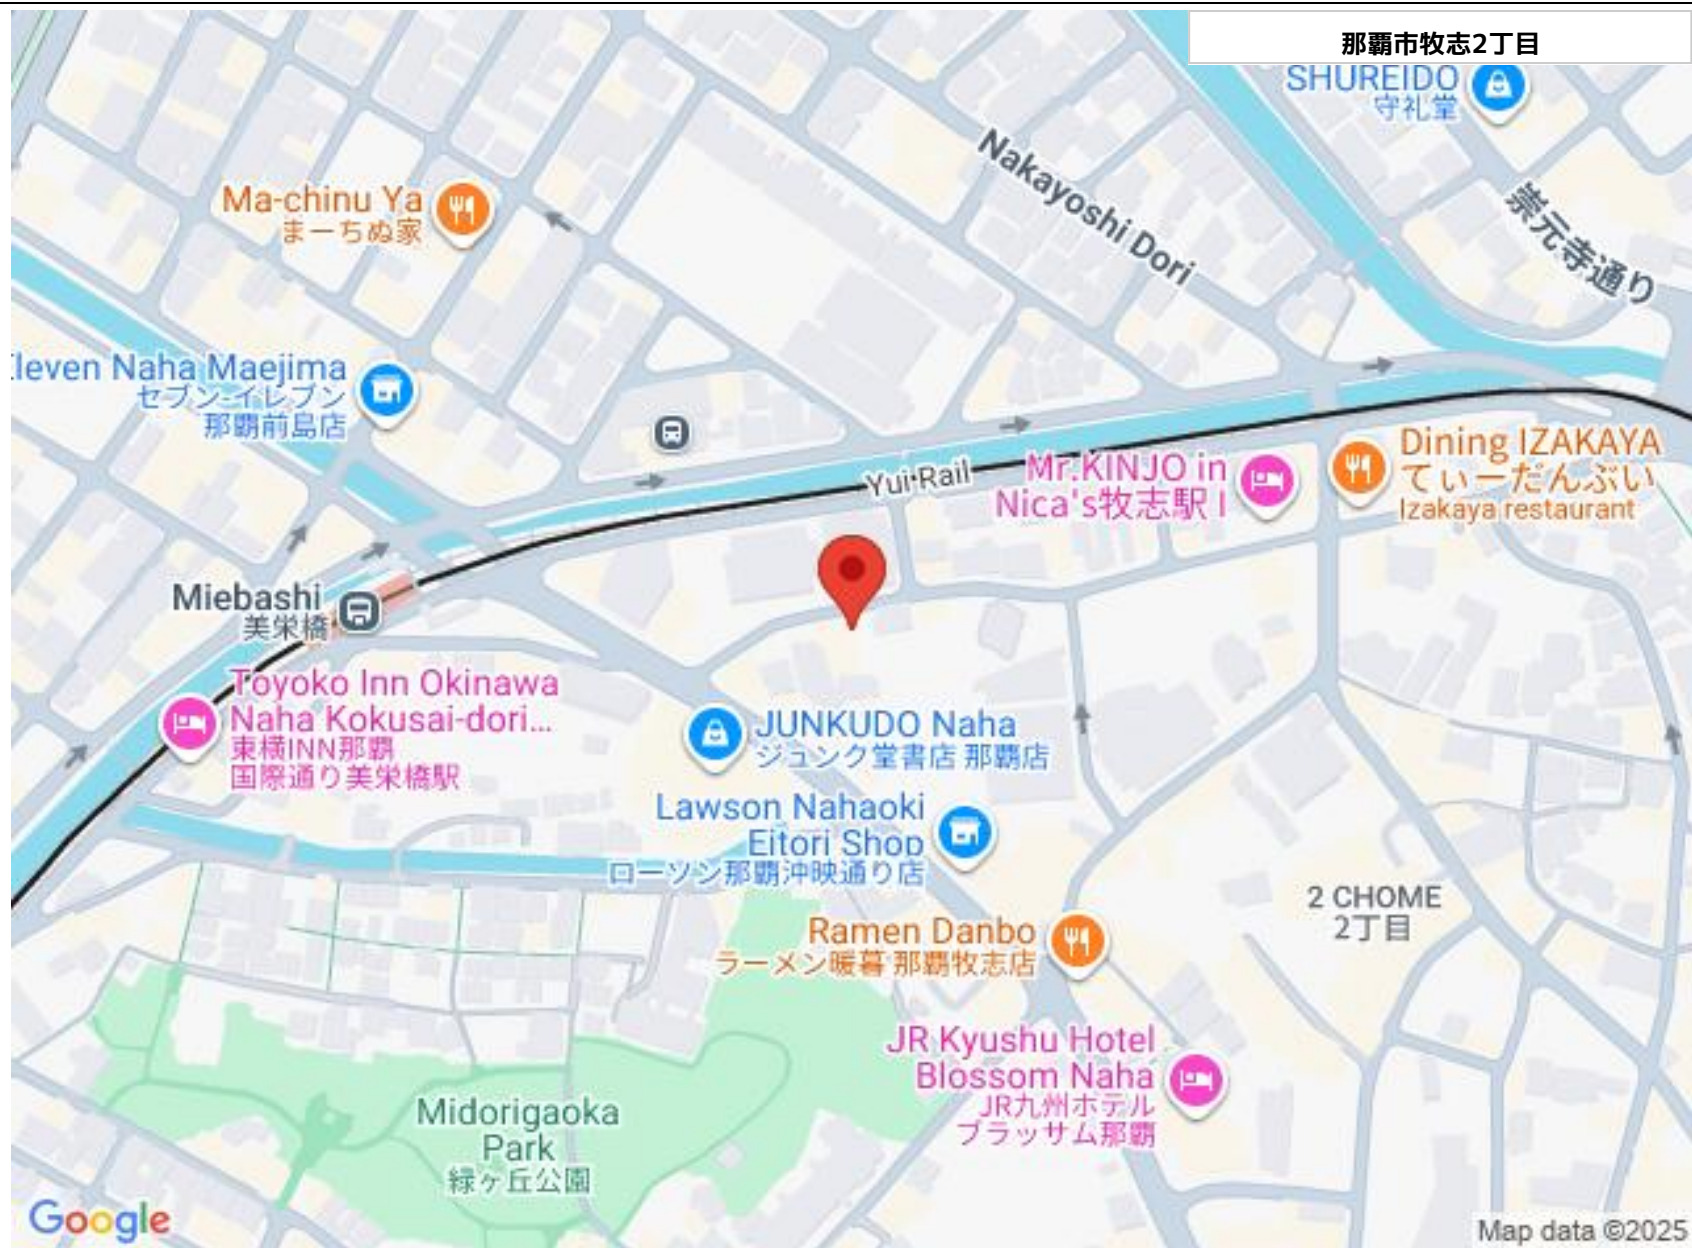 那覇市牧志2丁目
SHUREIDO
守礼堂
Nakayoshi Dori
崇元寺通り
Ma-chinu Ya
まーちぬ家
leven Naha Maejima
セブン-イレブン
那覇前島店
Yui Rail
Mr.KINJO in
Nica's牧志駅 I
Dining IZAKAYA
てぃーだんぶい
Izakaya restaurant
Miebashi
美栄橋
Toyoko Inn Okinawa
Naha Kokusai-dori...
東横INN那覇
国際通り美栄橋駅
JUNKUDO Naha
ジュンク堂書店 那覇店
Lawson Nahaoki
Eitori Shop
ローソン那覇沖映通り店
2 CHOME
2丁目
Ramen Danbo
ラーメン暖暮 那覇牧志店
JR Kyushu Hotel
Blossom Naha
JR九州ホテル
ブラッサム那覇
Midorigaoka
Park
緑ヶ丘公園
Google
Map data ©2025